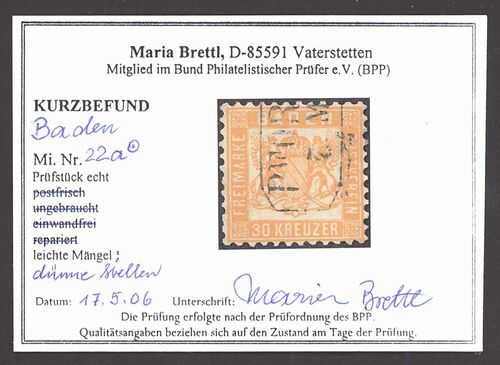 Maria Brettl, D-85591 Vaterstetten
Mitglied im Bund Philatelistischer Prüfer e.V. (BPP)
KURZBEFUND
Baden
Mi. Nr. 22a
Prüfstück echt
postfrisch
ungebraucht
einwandfrei
repariert
leichte Mängel:
dünne Stellen
FREIMARKE
30 KREUZER
Datum: 17.5.06 Unterschrift: Maria Brettl
Die Prüfung erfolgte nach der Prüfordnung des BPP.
Qualitätsangaben beziehen sich auf den Zustand am Tage der Prüfung.